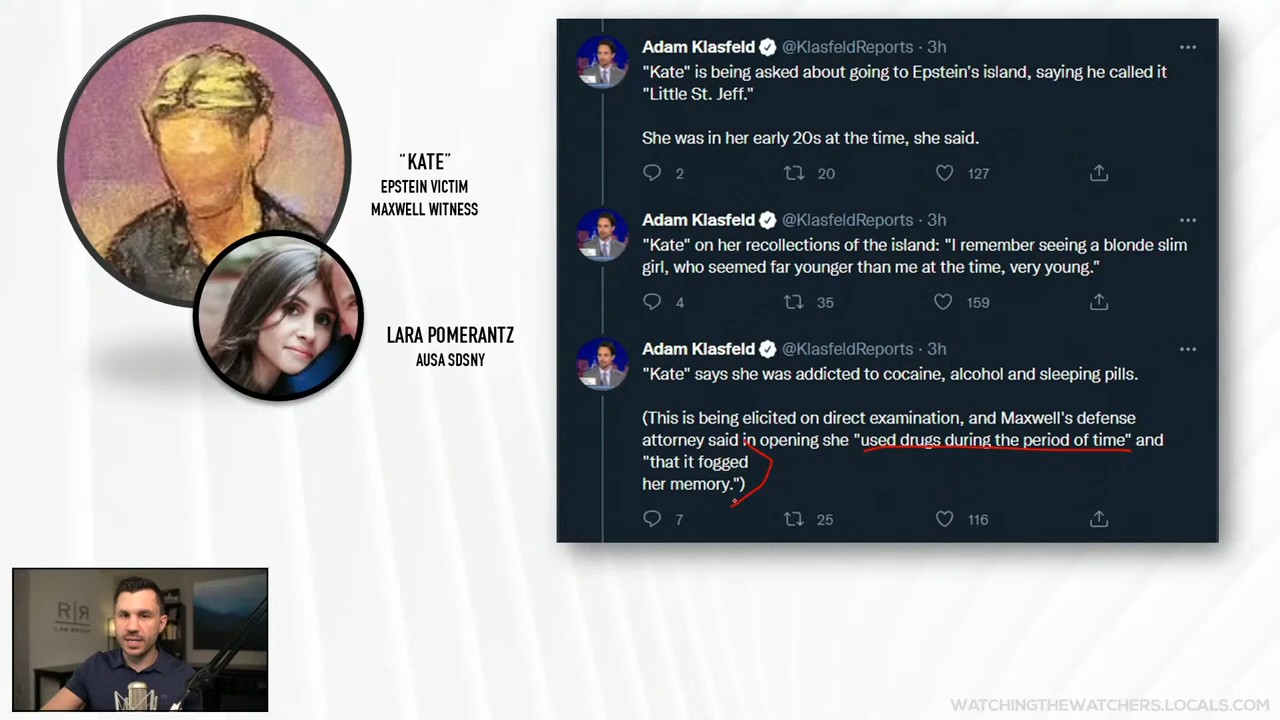 “KATE”
EPSTEIN VICTIM
MAXWELL WITNESS
LARA POMERANTZ
AUSA SDSNY
Adam Klasfeld @KlasfeldReports · 3h
"Kate" is being asked about going to Epstein's island, saying he called it
"Little St. Jeff."
She was in her early 20s at the time, she said.
2 20 127
Adam Klasfeld @KlasfeldReports · 3h
"Kate" on her recollections of the island: "I remember seeing a blonde slim
girl, who seemed far younger than me at the time, very young."
4 35 159
Adam Klasfeld @KlasfeldReports · 3h
"Kate" says she was addicted to cocaine, alcohol and sleeping pills.
(This is being elicited on direct examination, and Maxwell's defense
attorney said in opening she "used drugs during the period of time" and
"that it fogged
her memory.")
7 25 116
R|R
LAW GROUP
WATCHINGTHEWATCHERS.LOCALS.COM